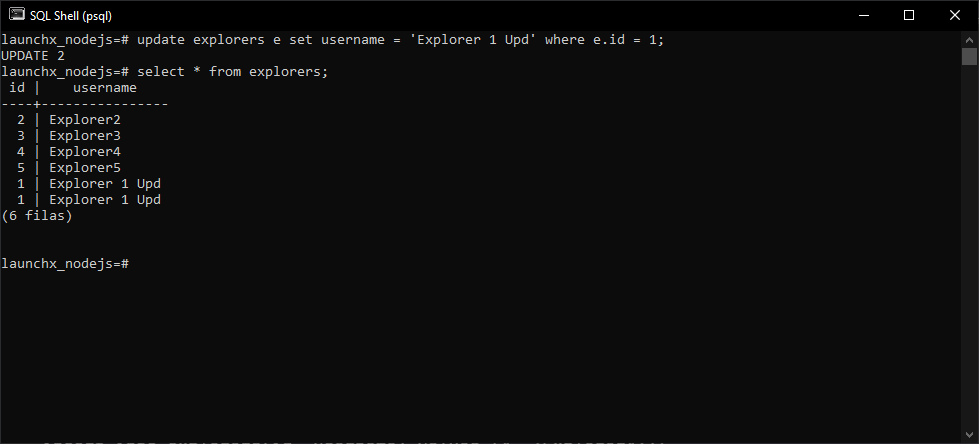 SQL Shell (psql)
launchx_nodejs=# update explorers e set username = 'Explorer 1 Upd' where e.id = 1;
UPDATE 2
launchx_nodejs=# select * from explorers;
 id |    username
----+----------------
  2 | Explorer2
  3 | Explorer3
  4 | Explorer4
  5 | Explorer5
  1 | Explorer 1 Upd
  1 | Explorer 1 Upd
(6 filas)
launchx_nodejs=#